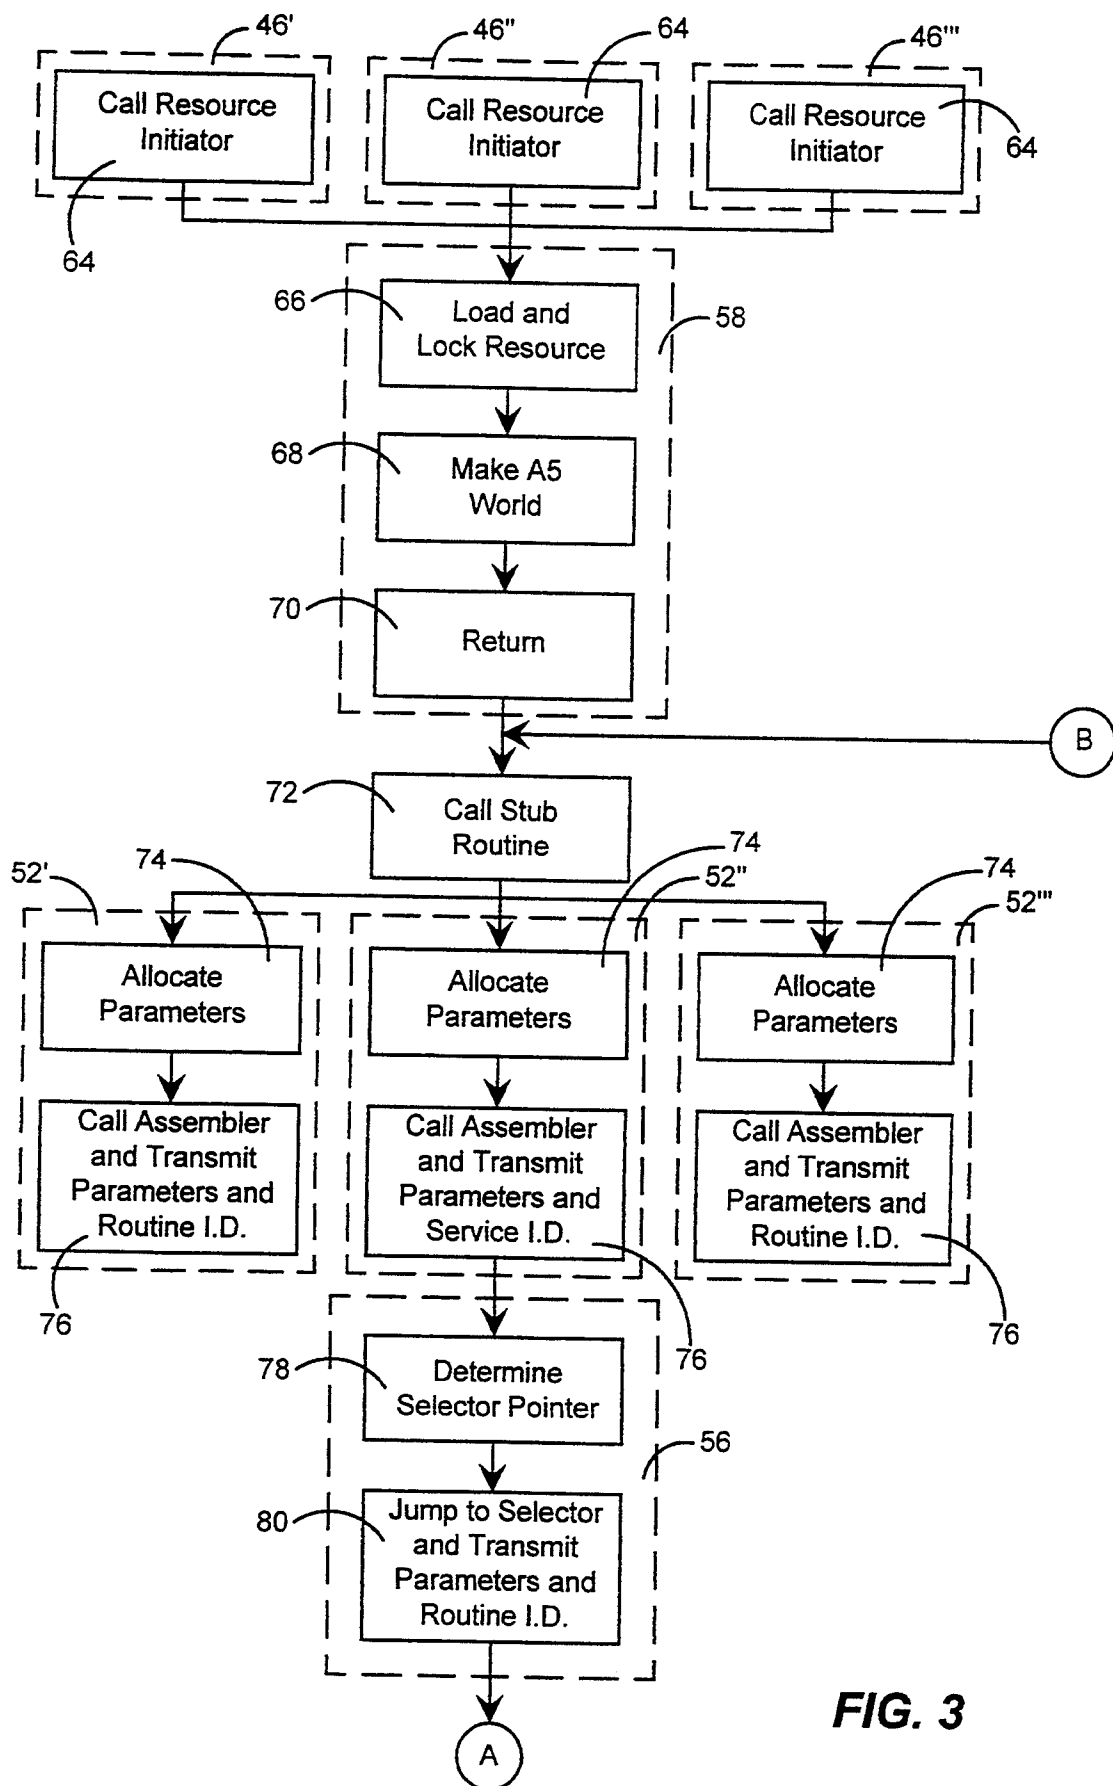 46'
46"
64
46'''
Call Resource
Initiator
Call Resource
Initiator
Call Resource
Initiator
64
64
66
Load and
Lock Resource
58
68
Make A5
World
70
Return
B
72
Call Stub
Routine
52'
74
74
52"
74
52'''
Allocate
Parameters
Allocate
Parameters
Allocate
Parameters
Call Assembler
and Transmit
Parameters and
Routine I.D.
Call Assembler
and Transmit
Parameters and
Service I.D.
Call Assembler
and Transmit
Parameters and
Routine I.D.
76
76
76
78
Determine
Selector Pointer
56
80
Jump to Selector
and Transmit
Parameters and
Routine I.D.
A
FIG. 3